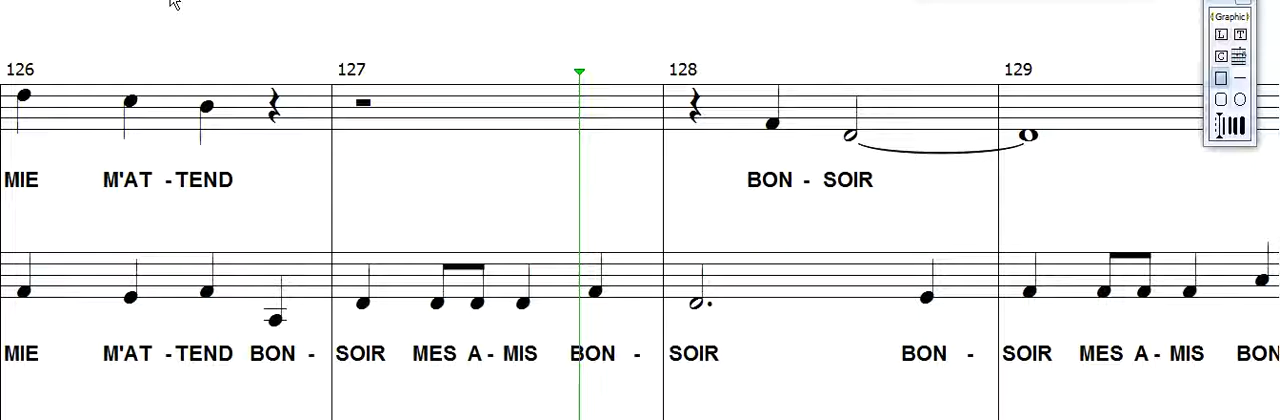 Graphic
L T
C
126 127 128 129
MIE M'AT - TEND BON - SOIR
MIE M'AT - TEND BON - SOIR MES A - MIS BON - SOIR BON - SOIR MES A - MIS BON